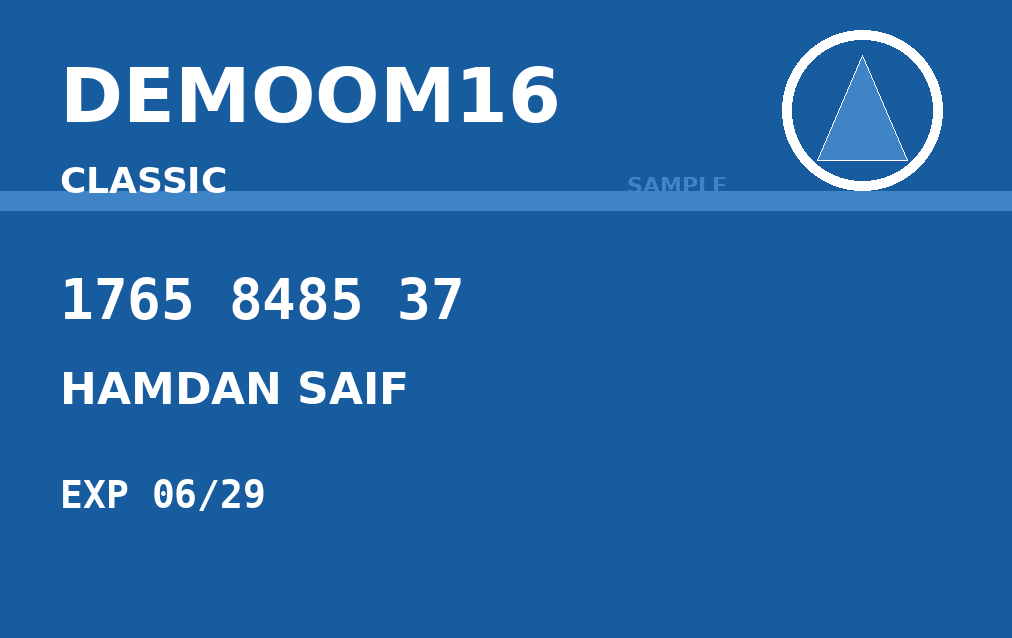 DEMOOM16
CLASSIC
SAMPLE
1765 8485 37
HAMDAN SAIF
EXP 06/29